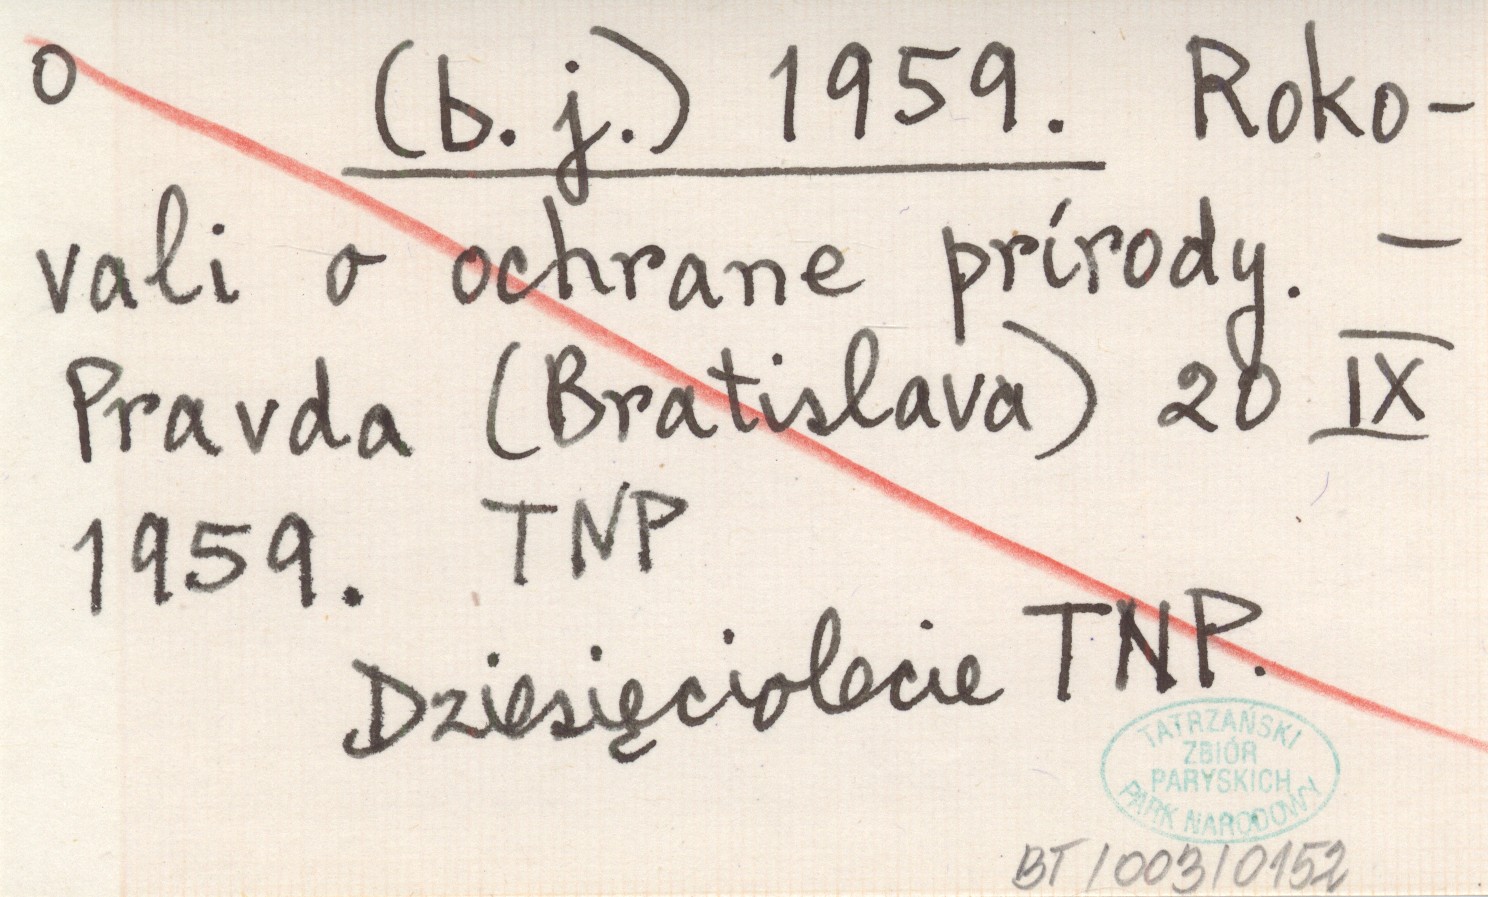 o (b. j.) 1959. Roko-
vali o ochrane prírody. —
Pravda (Bratislava) 20 IX
1959. TNP
Dziesięciolecie TNP.
TATRZAŃSKI
ZBIÓR
PARYSKICH
PARK NARODOWY
BT/003/0152